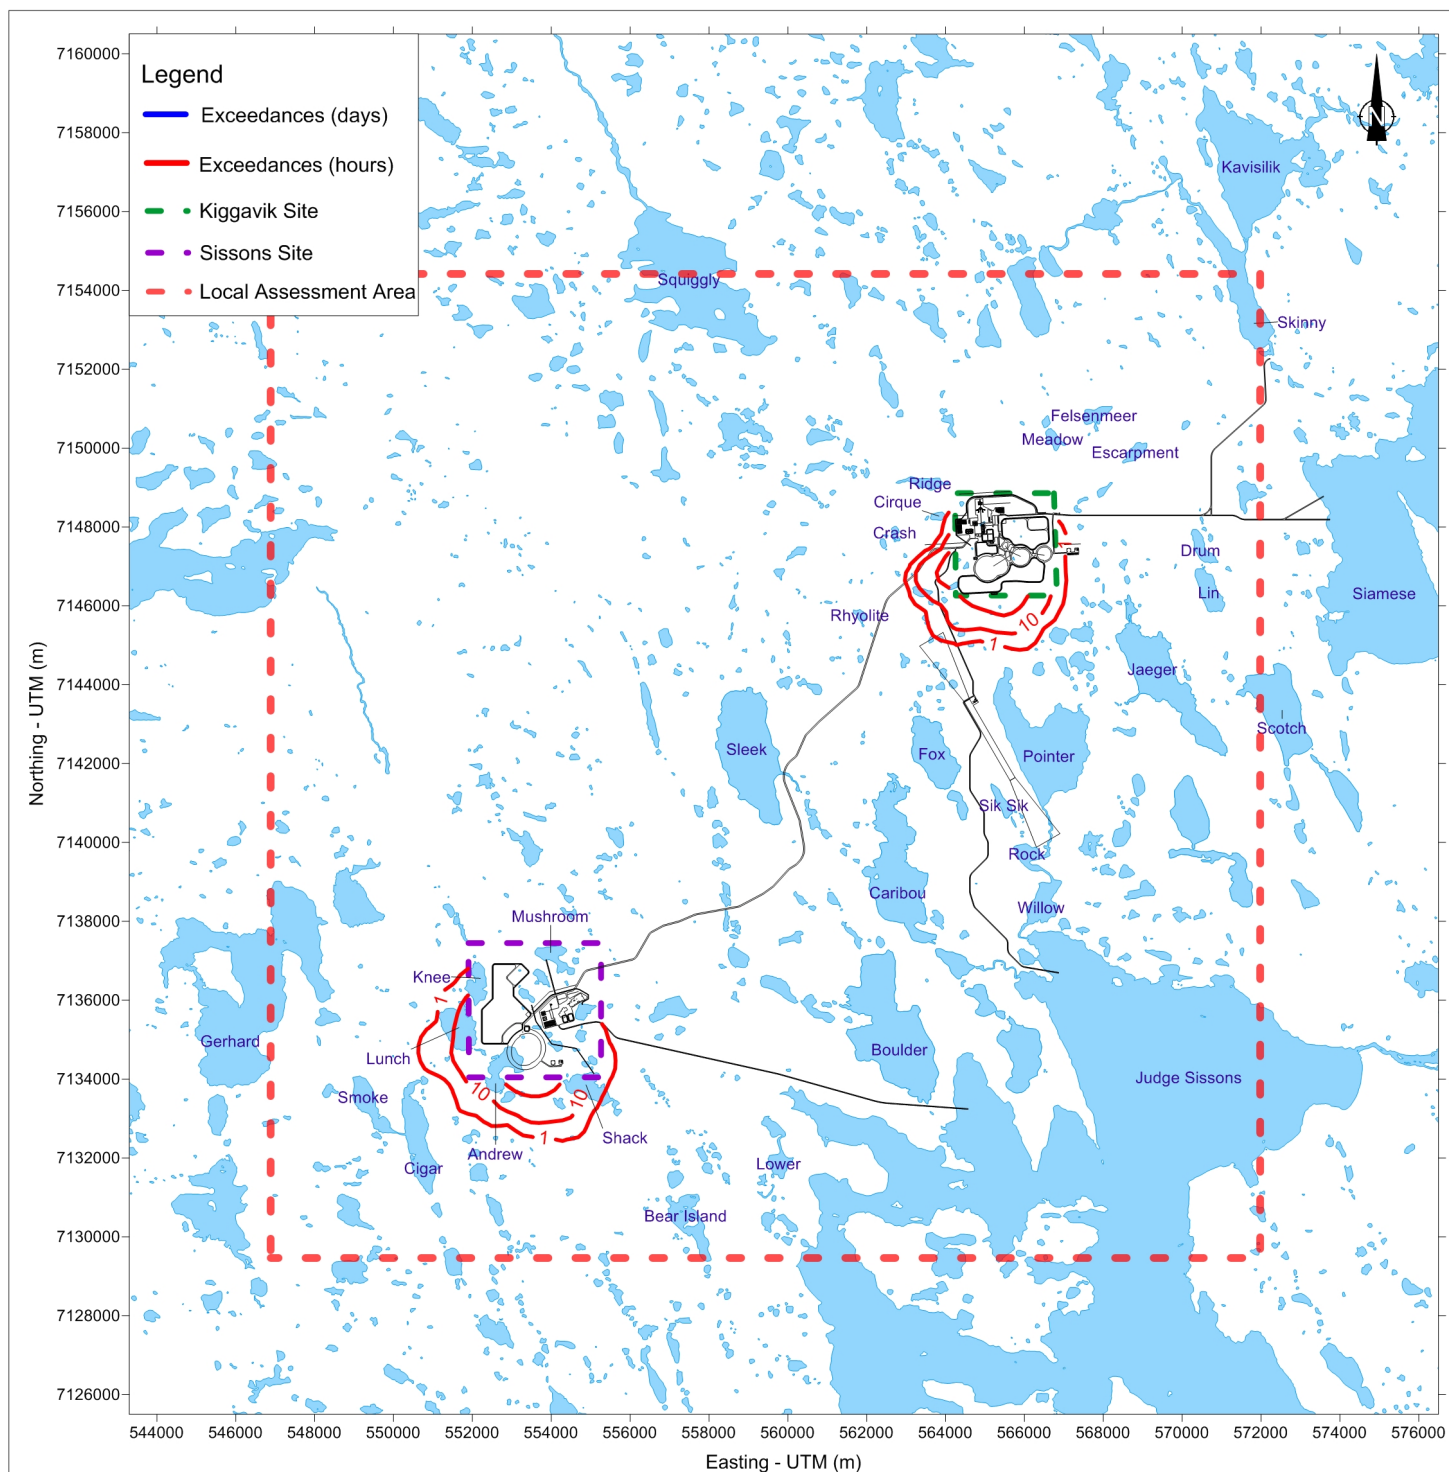 Legend
Exceedances (days)
Exceedances (hours)
Kiggavik Site
Sissons Site
Local Assessment Area
N
7160000
7158000
7156000
7154000
7152000
7150000
7148000
7146000
7144000
7142000
7140000
7138000
7136000
7134000
7132000
7130000
7128000
7126000
Northing - UTM (m)
Kavisilik
Squiggly
Skinny
Felsenmeer
Meadow
Escarpment
Ridge
Cirque
Crash
1
Drum
Lin
Siamese
Rhyolite
10
1
Jaeger
Scotch
Sleek
Fox
Pointer
Sik Sik
Rock
Caribou
Willow
Mushroom
Knee
1
Gerhard
Lunch
Boulder
Judge Sissons
Smoke
10
10
1
Shack
Andrew
Cigar
Lower
Bear Island
544000 546000 548000 550000 552000 554000 556000 558000 560000 562000 564000 566000 568000 570000 572000 574000 576000
Easting - UTM (m)